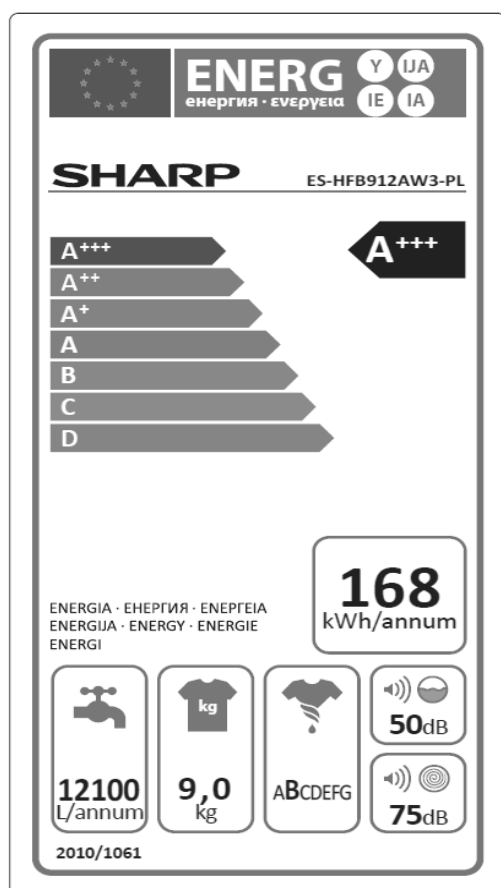 ENERG
енергия · ενεργεια
Y IJA
IE IA
SHARP
ES-HFB912AW3-PL
A+++
A+++
A++
A+
A
B
C
D
168
kWh/annum
ENERGIA · ЕНЕРГИЯ · ΕΝΕΡΓΕΙΑ
ENERGIJA · ENERGY · ENERGIE
ENERGI
12100
L/annum
kg
9,0
kg
ABCDEFG
50dB
75dB
2010/1061